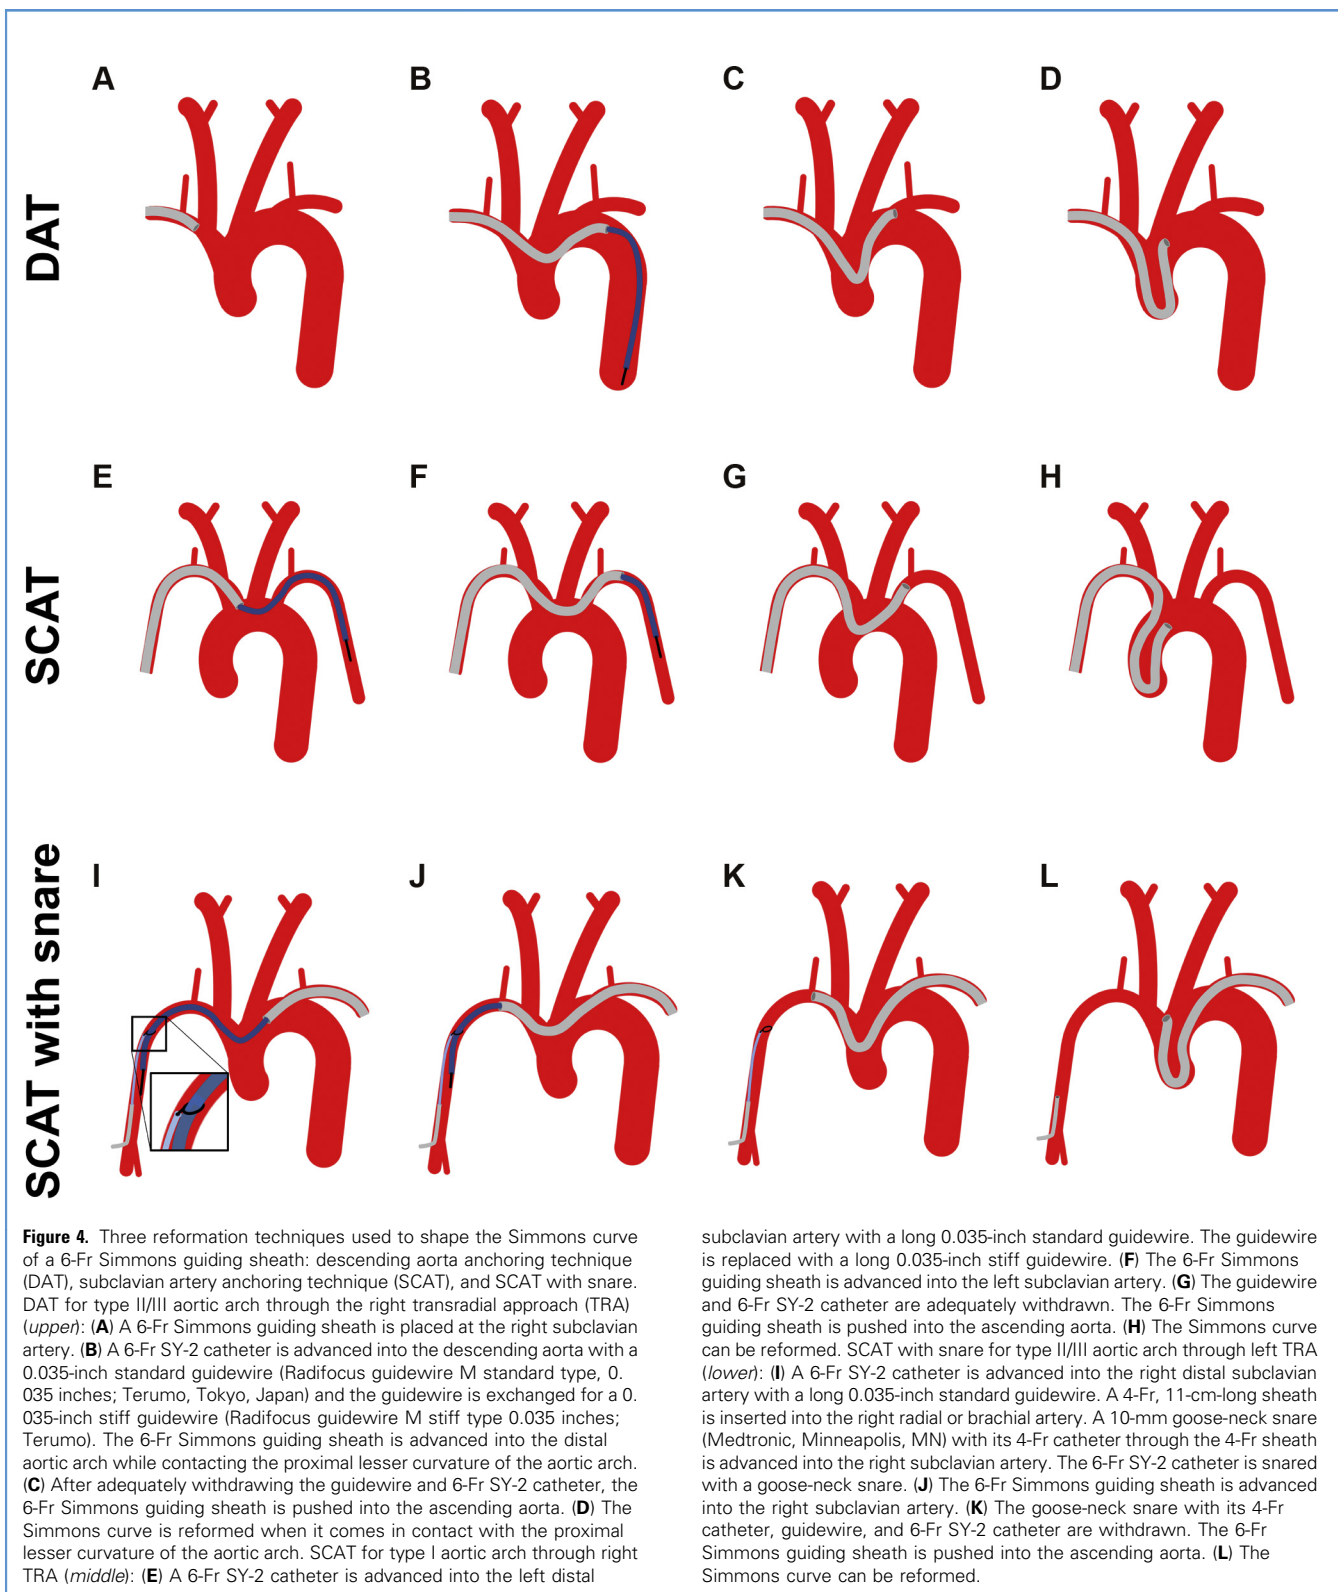 A
B
C
D
DAT
E
F
G
H
SCAT
I
J
K
L
SCAT with snare
Figure 4. Three reformation techniques used to shape the Simmons curve
of a 6-Fr Simmons guiding sheath: descending aorta anchoring technique
(DAT), subclavian artery anchoring technique (SCAT), and SCAT with snare.
DAT for type II/III aortic arch through the right transradial approach (TRA)
(upper): (A) A 6-Fr Simmons guiding sheath is placed at the right subclavian
artery. (B) A 6-Fr SY-2 catheter is advanced into the descending aorta with a
0.035-inch standard guidewire (Radifocus guidewire M standard type, 0.
035 inches; Terumo, Tokyo, Japan) and the guidewire is exchanged for a 0.
035-inch stiff guidewire (Radifocus guidewire M stiff type 0.035 inches;
Terumo). The 6-Fr Simmons guiding sheath is advanced into the distal
aortic arch while contacting the proximal lesser curvature of the aortic arch.
(C) After adequately withdrawing the guidewire and 6-Fr SY-2 catheter, the
6-Fr Simmons guiding sheath is pushed into the ascending aorta. (D) The
Simmons curve is reformed when it comes in contact with the proximal
lesser curvature of the aortic arch. SCAT for type I aortic arch through right
TRA (middle): (E) A 6-Fr SY-2 catheter is advanced into the left distal
subclavian artery with a long 0.035-inch standard guidewire. The guidewire
is replaced with a long 0.035-inch stiff guidewire. (F) The 6-Fr Simmons
guiding sheath is advanced into the left subclavian artery. (G) The guidewire
and 6-Fr SY-2 catheter are adequately withdrawn. The 6-Fr Simmons
guiding sheath is pushed into the ascending aorta. (H) The Simmons curve
can be reformed. SCAT with snare for type II/III aortic arch through left TRA
(lower): (I) A 6-Fr SY-2 catheter is advanced into the right distal subclavian
artery with a long 0.035-inch standard guidewire. A 4-Fr, 11-cm-long sheath
is inserted into the right radial or brachial artery. A 10-mm goose-neck snare
(Medtronic, Minneapolis, MN) with its 4-Fr catheter through the 4-Fr sheath
is advanced into the right subclavian artery. The 6-Fr SY-2 catheter is snared
with a goose-neck snare. (J) The 6-Fr Simmons guiding sheath is advanced
into the right subclavian artery. (K) The goose-neck snare with its 4-Fr
catheter, guidewire, and 6-Fr SY-2 catheter are withdrawn. The 6-Fr
Simmons guiding sheath is pushed into the ascending aorta. (L) The
Simmons curve can be reformed.